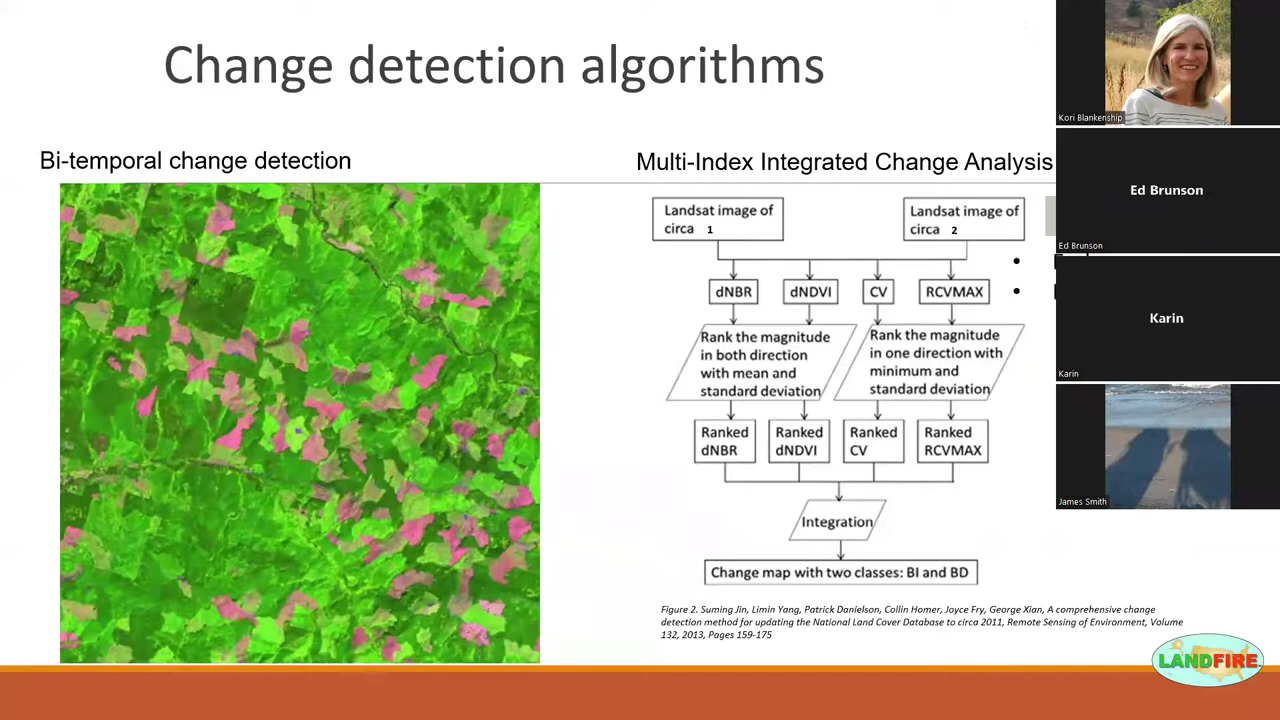 Change detection algorithms
Bi-temporal change detection
Multi-Index Integrated Change Analysis
Landsat image of
circa 1
Landsat image of
circa 2
dNBR
dNDVI
CV
RCVMAX
Rank the magnitude
in both direction
with mean and
standard deviation
Rank the magnitude
in one direction with
minimum and
standard deviation
Ranked
dNBR
Ranked
dNDVI
Ranked
CV
Ranked
RCVMAX
Integration
Change map with two classes: BI and BD
Figure 2. Suming Jin, Limin Yang, Patrick Danielson, Collin Homer, Joyce Fry, George Xian, A comprehensive change
detection method for updating the National Land Cover Database to circa 2011, Remote Sensing of Environment, Volume
132, 2013, Pages 159-175
LANDFIRE
Kori Blankenship
Ed Brunson
Ed Brunson
Karin
Karin
James Smith